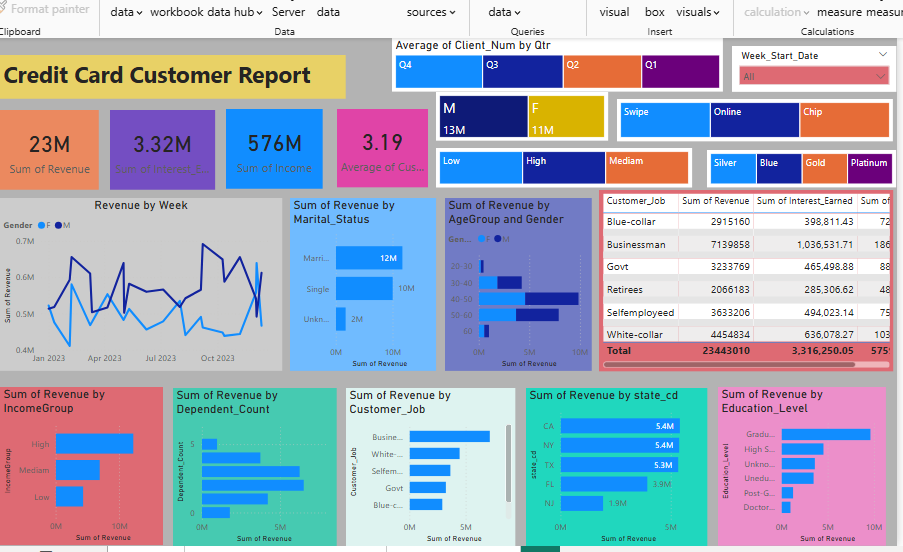 Format painter
Clipboard
data
workbook
data hub
Server
data
Data
sources
data
Queries
visual
box
visuals
Insert
calculation
measure
measure
Calculations
Credit Card Customer Report
Average of Client_Num by Qtr
Q4
Q3
Q2
Q1
Week_Start_Date
All
23M
Sum of Revenue
3.32M
Sum of Interest_E...
576M
Sum of Income
3.19
Average of Cus...
M
13M
F
11M
Swipe
Online
Chip
Low
High
Mediam
Silver
Blue
Gold
Platinum
Revenue by Week
Gender F M
Sum of Revenue
0.7M
0.6M
0.5M
0.4M
Jan 2023
Apr 2023
Jul 2023
Oct 2023
Sum of Revenue by
Marital_Status
Marri...
12M
Single
10M
Unkn...
2M
0M
10M
Sum of Revenue
Sum of Revenue by
AgeGroup and Gender
Gen... F M
20-30
30-40
40-50
50-60
60
0M
5M
10M
Sum of Revenue
Customer_Job Sum of Revenue Sum of Interest_Earned Sum of
Blue-collar 2915160 398,811.43 72
Businessman 7139858 1,036,531.71 186
Govt 3233769 465,498.88 88
Retirees 2066183 285,306.62 48
Selfemployeed 3633206 494,023.14 75
White-collar 4454834 636,078.27 103
Total 23443010 3,316,250.05 575
Sum of Revenue by
IncomeGroup
IncomeGroup
High
Mediam
Low
0M
10M
Sum of Revenue
Sum of Revenue by
Dependent_Count
Dependent_Count
5
0
0M
5M
Sum of Revenue
Sum of Revenue by
Customer_Job
Customer_Job
Busine...
White-...
Selfem...
Govt
Blue-c...
0M
5M
Sum of Revenue
Sum of Revenue by state_cd
state_cd
CA
5.4M
NY
5.4M
TX
5.3M
FL
3.9M
NJ
1.9M
0M
5M
Sum of Revenue
Sum of Revenue by
Education_Level
Education_Level
Gradu...
High S...
Unkno...
Unedu...
Post-G...
Doctor...
0M
5M
10M
Sum of Revenue